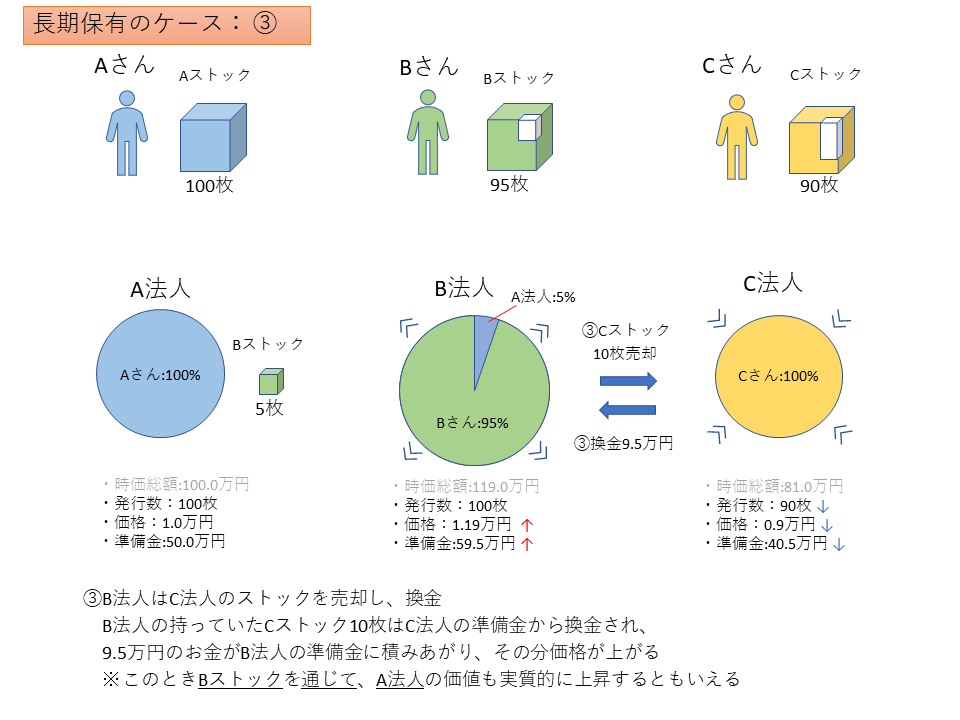 長期保有のケース： ③
Aさん
Aストック
100枚
Bさん
Bストック
95枚
Cさん
Cストック
90枚
A法人
Aさん:100%
Bストック
5枚
・時価総額:100.0万円
・発行数：100枚
・価格：1.0万円
・準備金:50.0万円
B法人
A法人:5%
Bさん:95%
・時価総額:119.0万円
・発行数：100枚
・価格：1.19万円 ↑
・準備金:59.5万円 ↑
③Cストック
10枚売却
③換金9.5万円
C法人
Cさん:100%
・時価総額:81.0万円
・発行数：90枚 ↓
・価格：0.9万円 ↓
・準備金:40.5万円 ↓
③B法人はC法人のストックを売却し、換金
B法人の持っていたCストック10枚はC法人の準備金から換金され、
9.5万円のお金がB法人の準備金に積みあがり、その分価格が上がる
※このときBストックを通じて、A法人の価値も実質的に上昇するともいえる